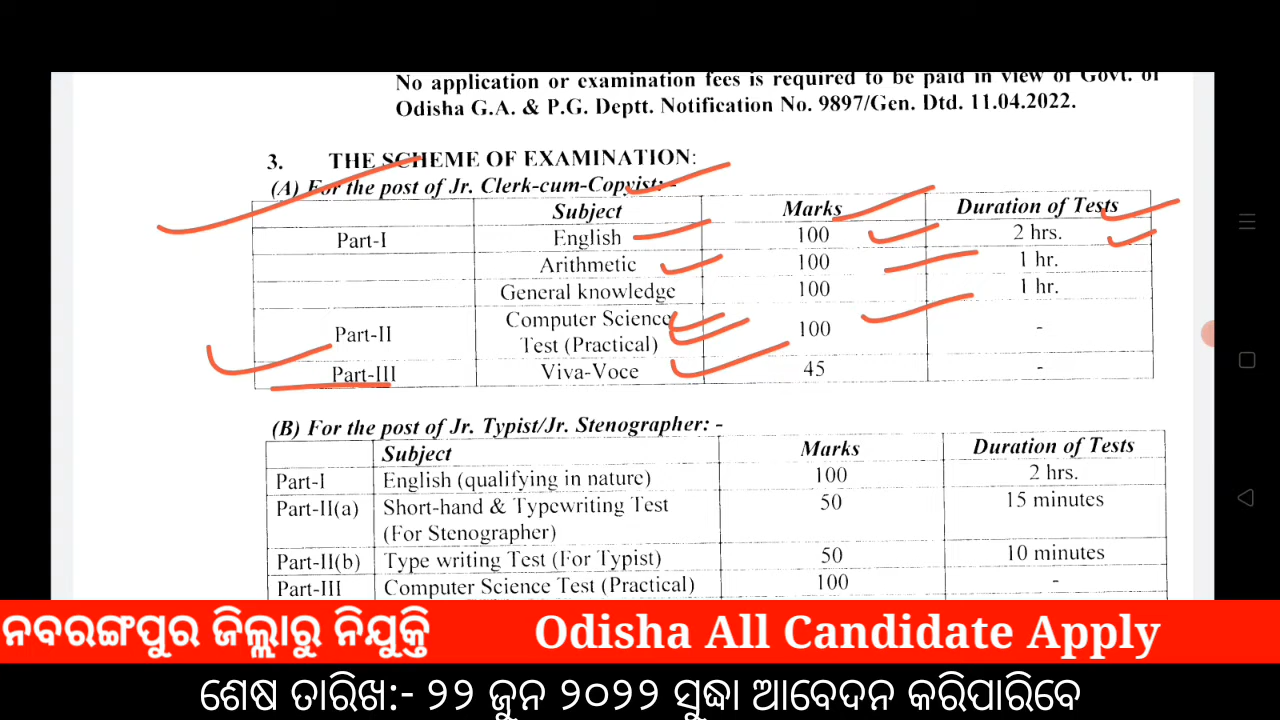 No application or examination fees is required to be paid in view of Govt. of
Odisha G.A. & P.G. Deptt. Notification No. 9897/Gen. Dtd. 11.04.2022.
3. THE SCHEME OF EXAMINATION:
(A) For the post of Jr. Clerk-cum-Copyist: -
Subject Marks Duration of Tests
Part-I English 100 2 hrs.
Arithmetic 100 1 hr.
General knowledge 100 1 hr.
Part-II Computer Science Test (Practical) 100 -
Part-III Viva-Voce 45 -
(B) For the post of Jr. Typist/Jr. Stenographer: -
Subject Marks Duration of Tests
Part-I English (qualifying in nature) 100 2 hrs.
Part-II(a) Short-hand & Typewriting Test 50 15 minutes
(For Stenographer)
Part-II(b) Type writing Test (For Typist) 50 10 minutes
Part-III Computer Science Test (Practical) 100 -
ନବରଙ୍ଗପୁର ଜିଲ୍ଲାରୁ ନିଯୁକ୍ତି Odisha All Candidate Apply
ଶେଷ ତାରିଖ:- ୨୨ ଜୁନ ୨୦୨୨ ସୁଦ୍ଧା ଆବେଦନ କରିପାରିବେ